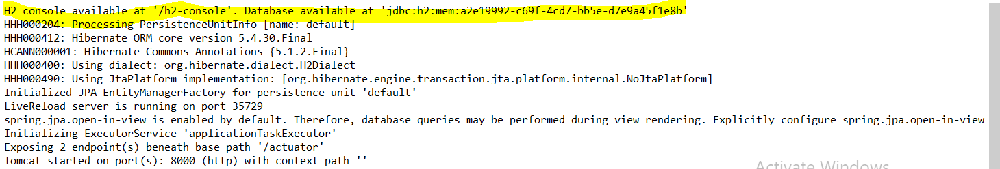 H2 console available at '/h2-console'. Database available at 'jdbc:h2:mem:a2e19992-c69f-4cd7-bb5e-d7e9a45f1e8b'
HHH000204: Processing PersistenceUnitInfo [name: default]
HHH000412: Hibernate ORM core version 5.4.30.Final
HCANN000001: Hibernate Commons Annotations {5.1.2.Final}
HHH000400: Using dialect: org.hibernate.dialect.H2Dialect
HHH000490: Using JtaPlatform implementation: [org.hibernate.engine.transaction.jta.platform.internal.NoJtaPlatform]
Initialized JPA EntityManagerFactory for persistence unit 'default'
LiveReload server is running on port 35729
spring.jpa.open-in-view is enabled by default. Therefore, database queries may be performed during view rendering. Explicitly configure spring.jpa.open-in-view
Initializing ExecutorService 'applicationTaskExecutor'
Exposing 2 endpoint(s) beneath base path '/actuator'
Tomcat started on port(s): 8000 (http) with context path ''
Activate Windows